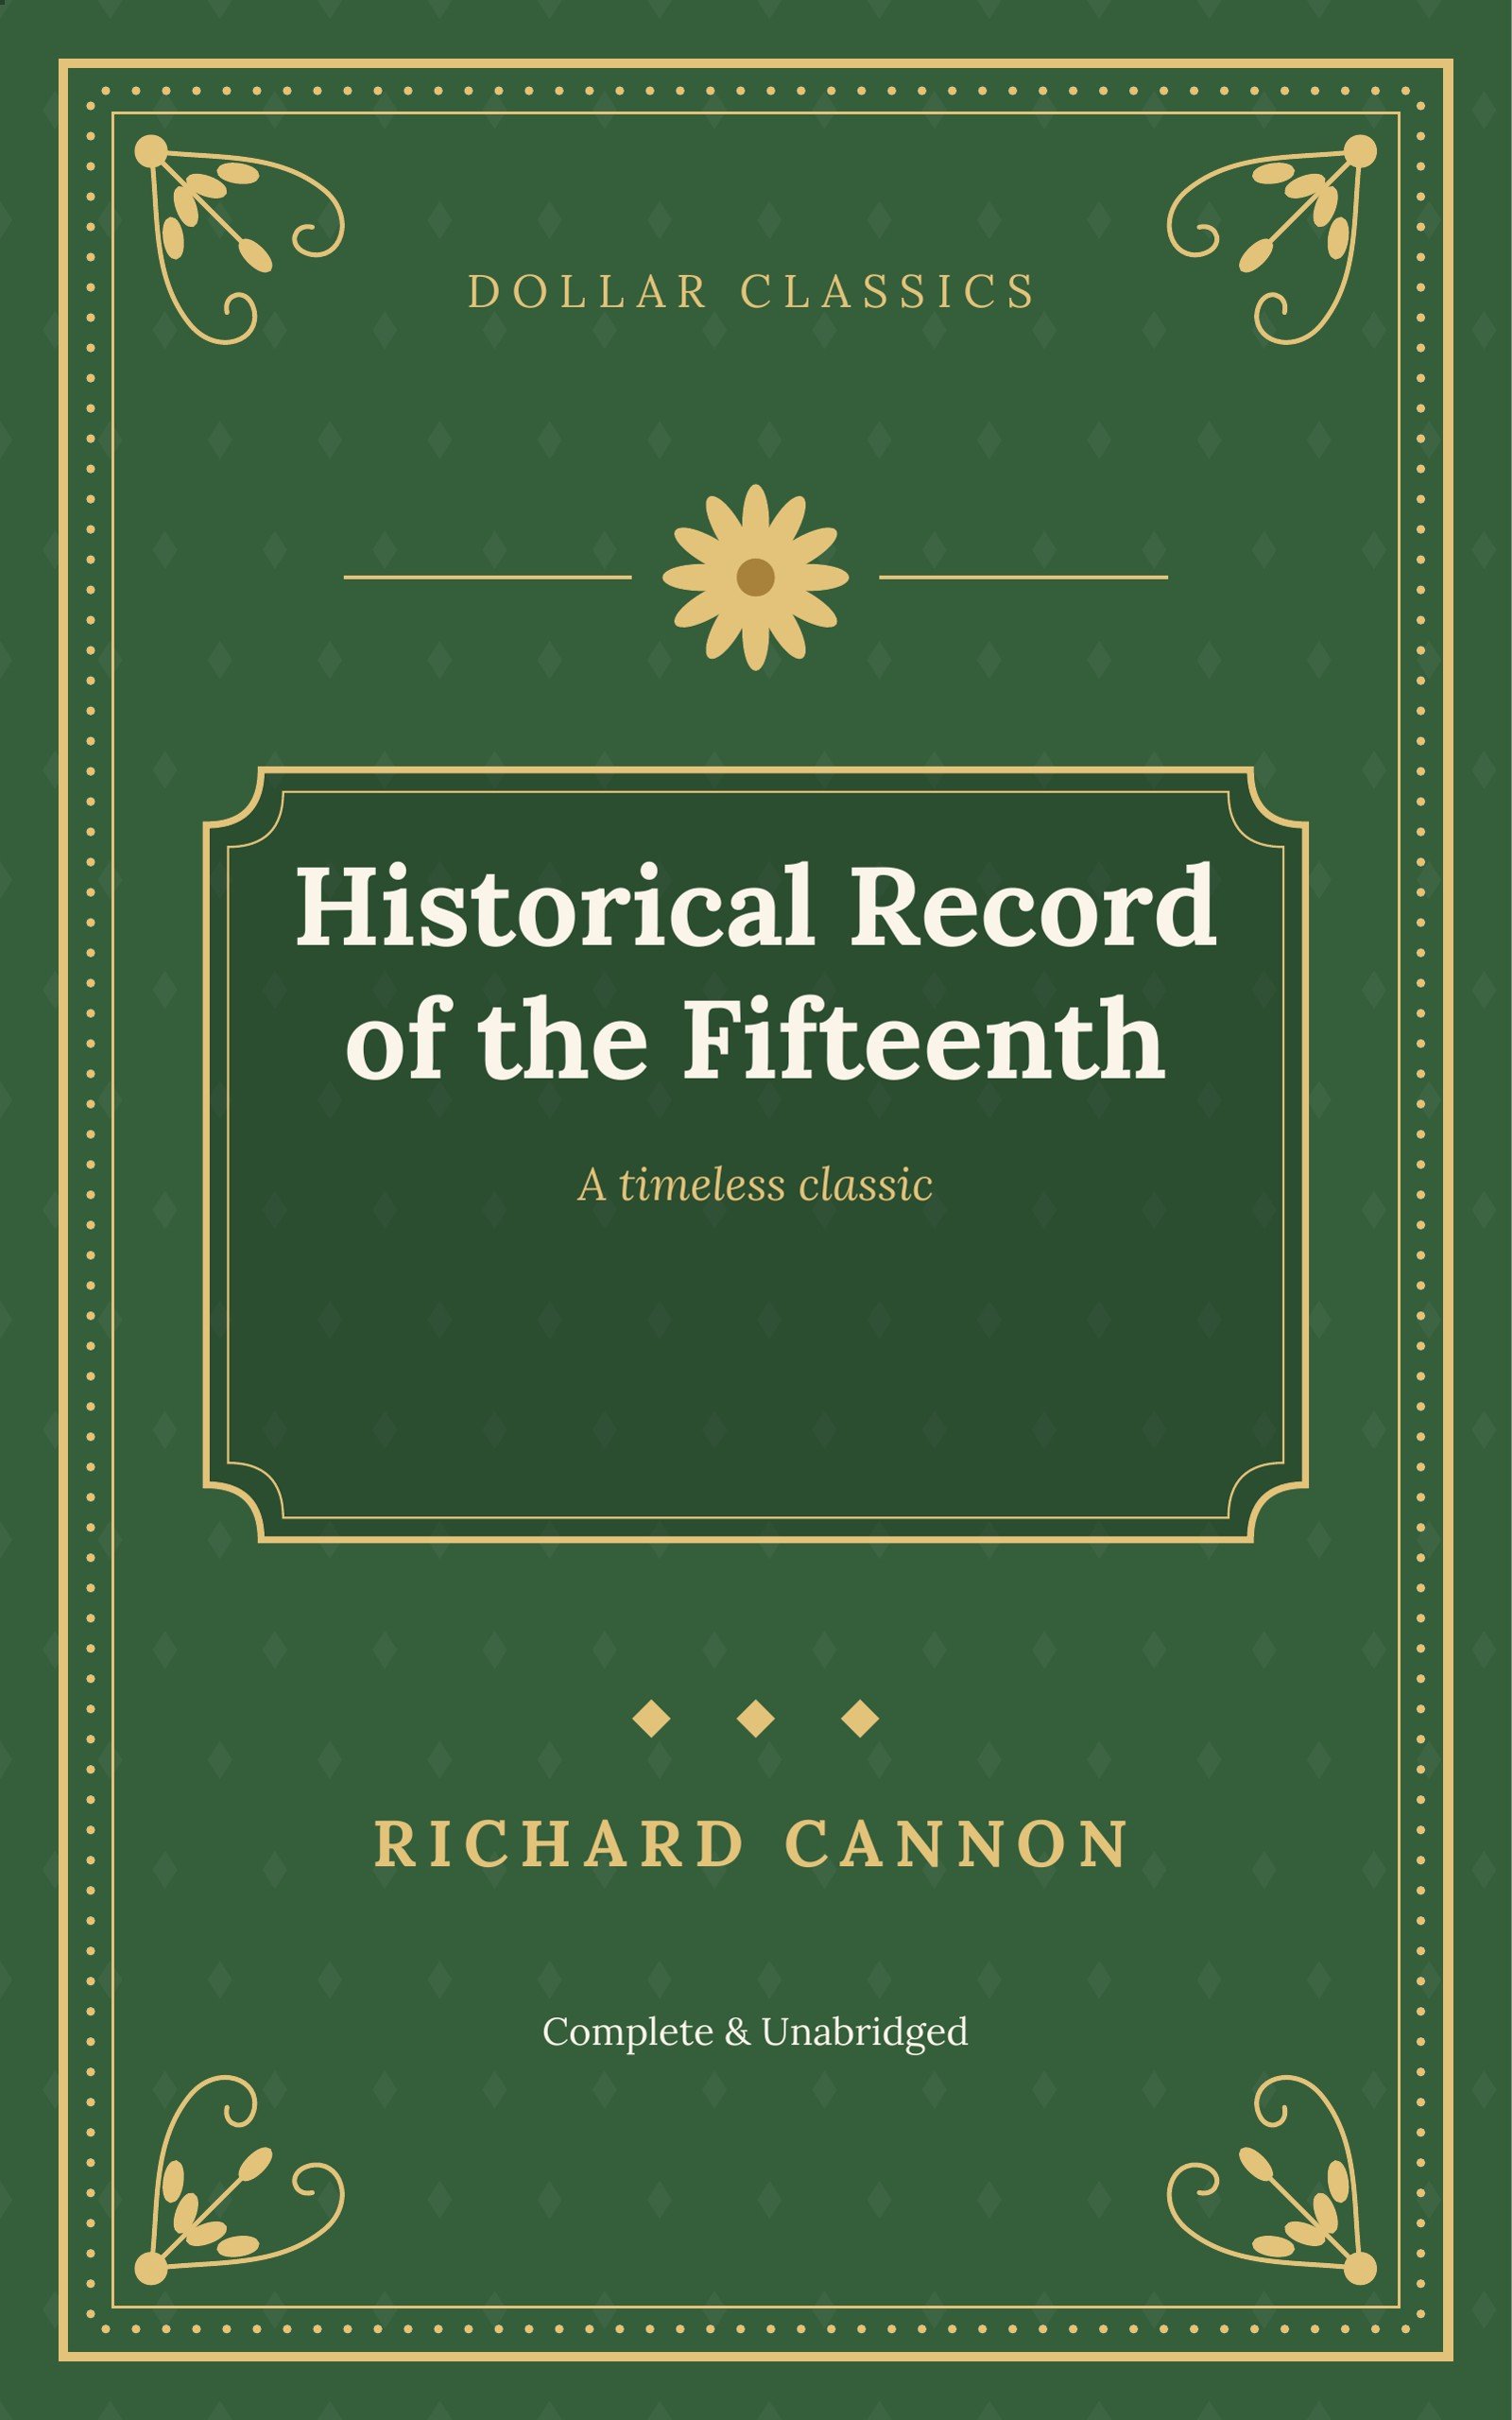 DOLLAR CLASSICS
Historical Record
of the Fifteenth
A timeless classic
RICHARD CANNON
Complete & Unabridged